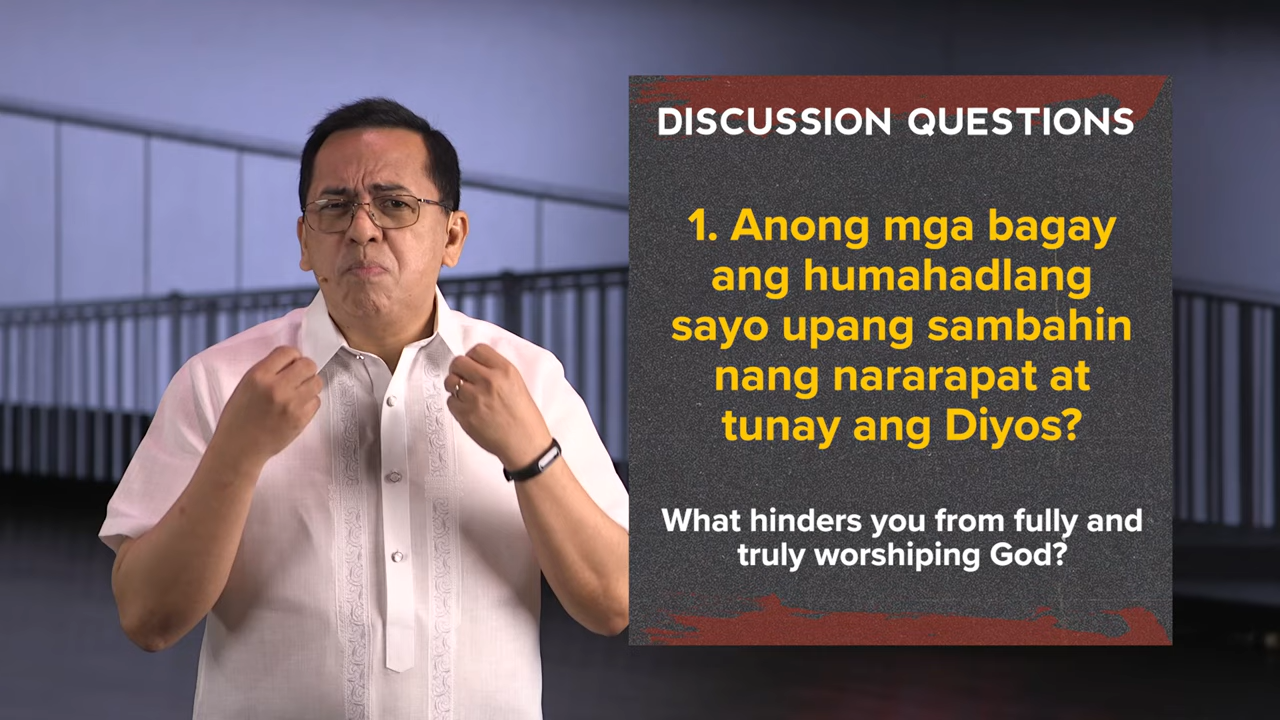 DISCUSSION QUESTIONS
1. Anong mga bagay
ang humahadlang
sayo upang sambahin
nang nararapat at
tunay ang Diyos?
What hinders you from fully and
truly worshiping God?